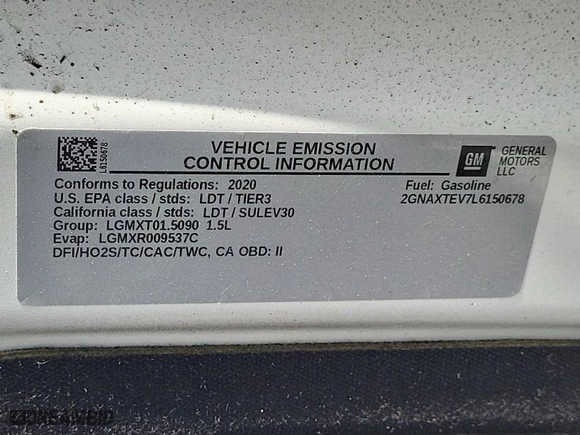 L6150678
VEHICLE EMISSION
CONTROL INFORMATION
GM
GENERAL
MOTORS
LLC
Conforms to Regulations: 2020
Fuel: Gasoline
U.S. EPA class / stds: LDT / TIER3
2GNAXTEV7L6150678
California class / stds: LDT / SULEV30
Group: LGMXT01.5090 1.5L
Evap: LGMXR009537C
DFI/HO2S/TC/CAC/TWC, CA OBD: II
DREAMBID